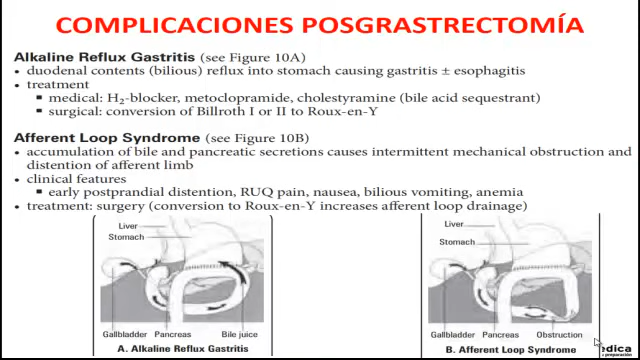 COMPLICACIONES POSGRASTRECTOMÍA
Alkaline Reflux Gastritis (see Figure 10A)
• duodenal contents (bilious) reflux into stomach causing gastritis ± esophagitis
• treatment
■ medical: H₂-blocker, metoclopramide, cholestyramine (bile acid sequestrant)
■ surgical: conversion of Billroth I or II to Roux-en-Y
Afferent Loop Syndrome (see Figure 10B)
• accumulation of bile and pancreatic secretions causes intermittent mechanical obstruction and
distention of afferent limb
• clinical features
■ early postprandial distention, RUQ pain, nausea, bilious vomiting, anemia
• treatment: surgery (conversion to Roux-en-Y increases afferent loop drainage)
Liver
Stomach
Gallbladder Pancreas Bile juice
A. Alkaline Reflux Gastritis
Liver
Stomach
Gallbladder Pancreas Obstruction
B. Afferent Loop Syndrome
edica
preparación